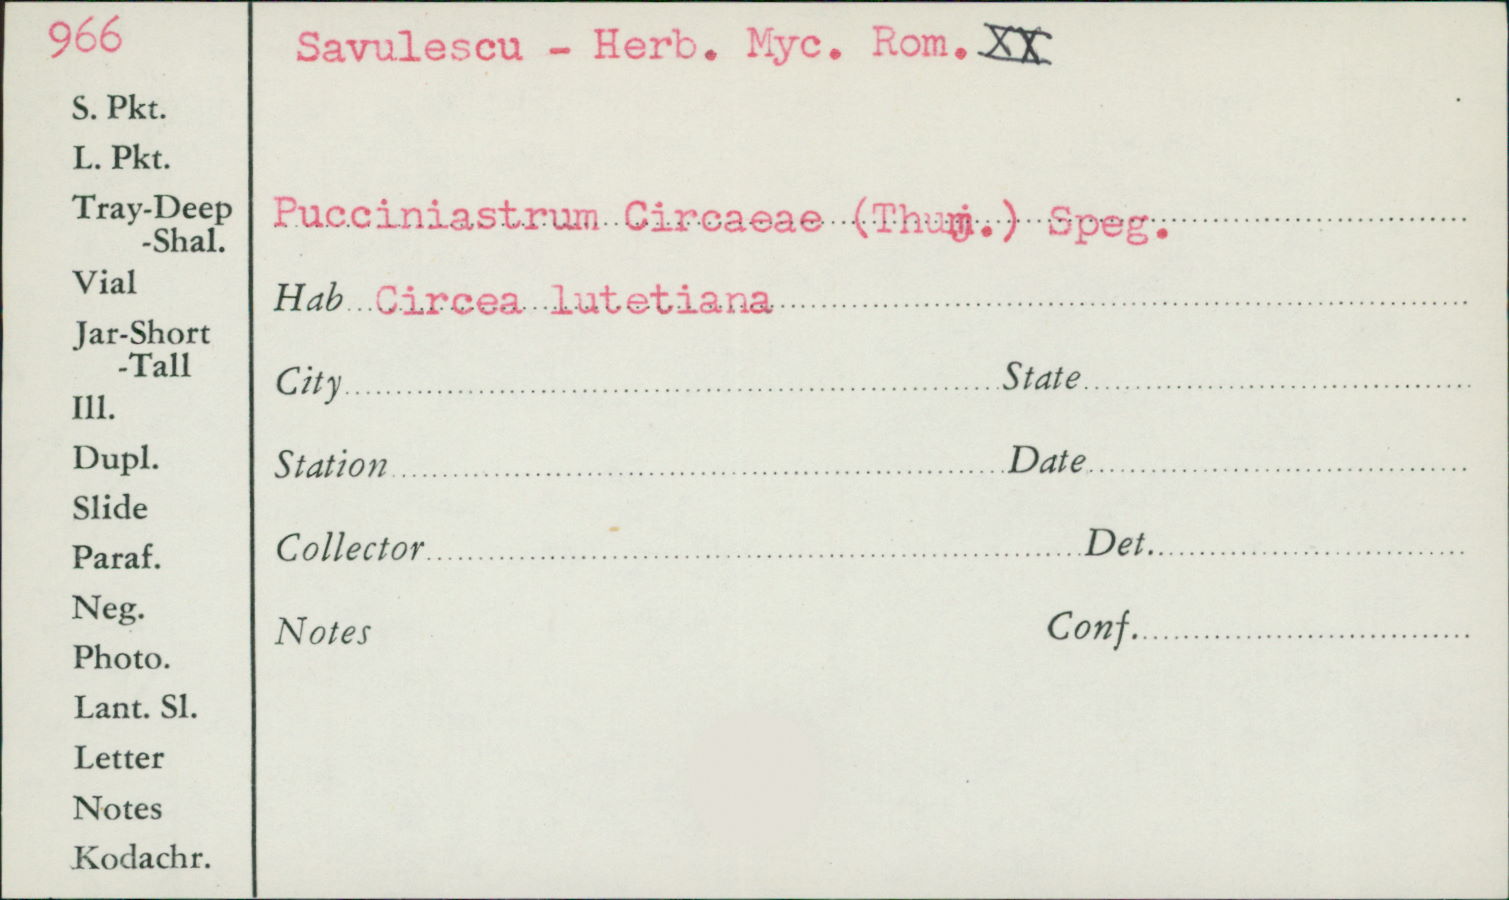 966
Savulescu - Herb. Myc. Rom. XX
S. Pkt.
L. Pkt.
Tray-Deep
-Shal.
Vial
Jar-Short
-Tall
Ill.
Dupl.
Slide
Paraf.
Neg.
Photo.
Lant. Sl.
Letter
Notes
Kodachr.
Pucciniastrum Circaeae (Thum.) Speg.
Hab Circea lutetiana
City State
Station Date
Collector Det.
Notes Conf.